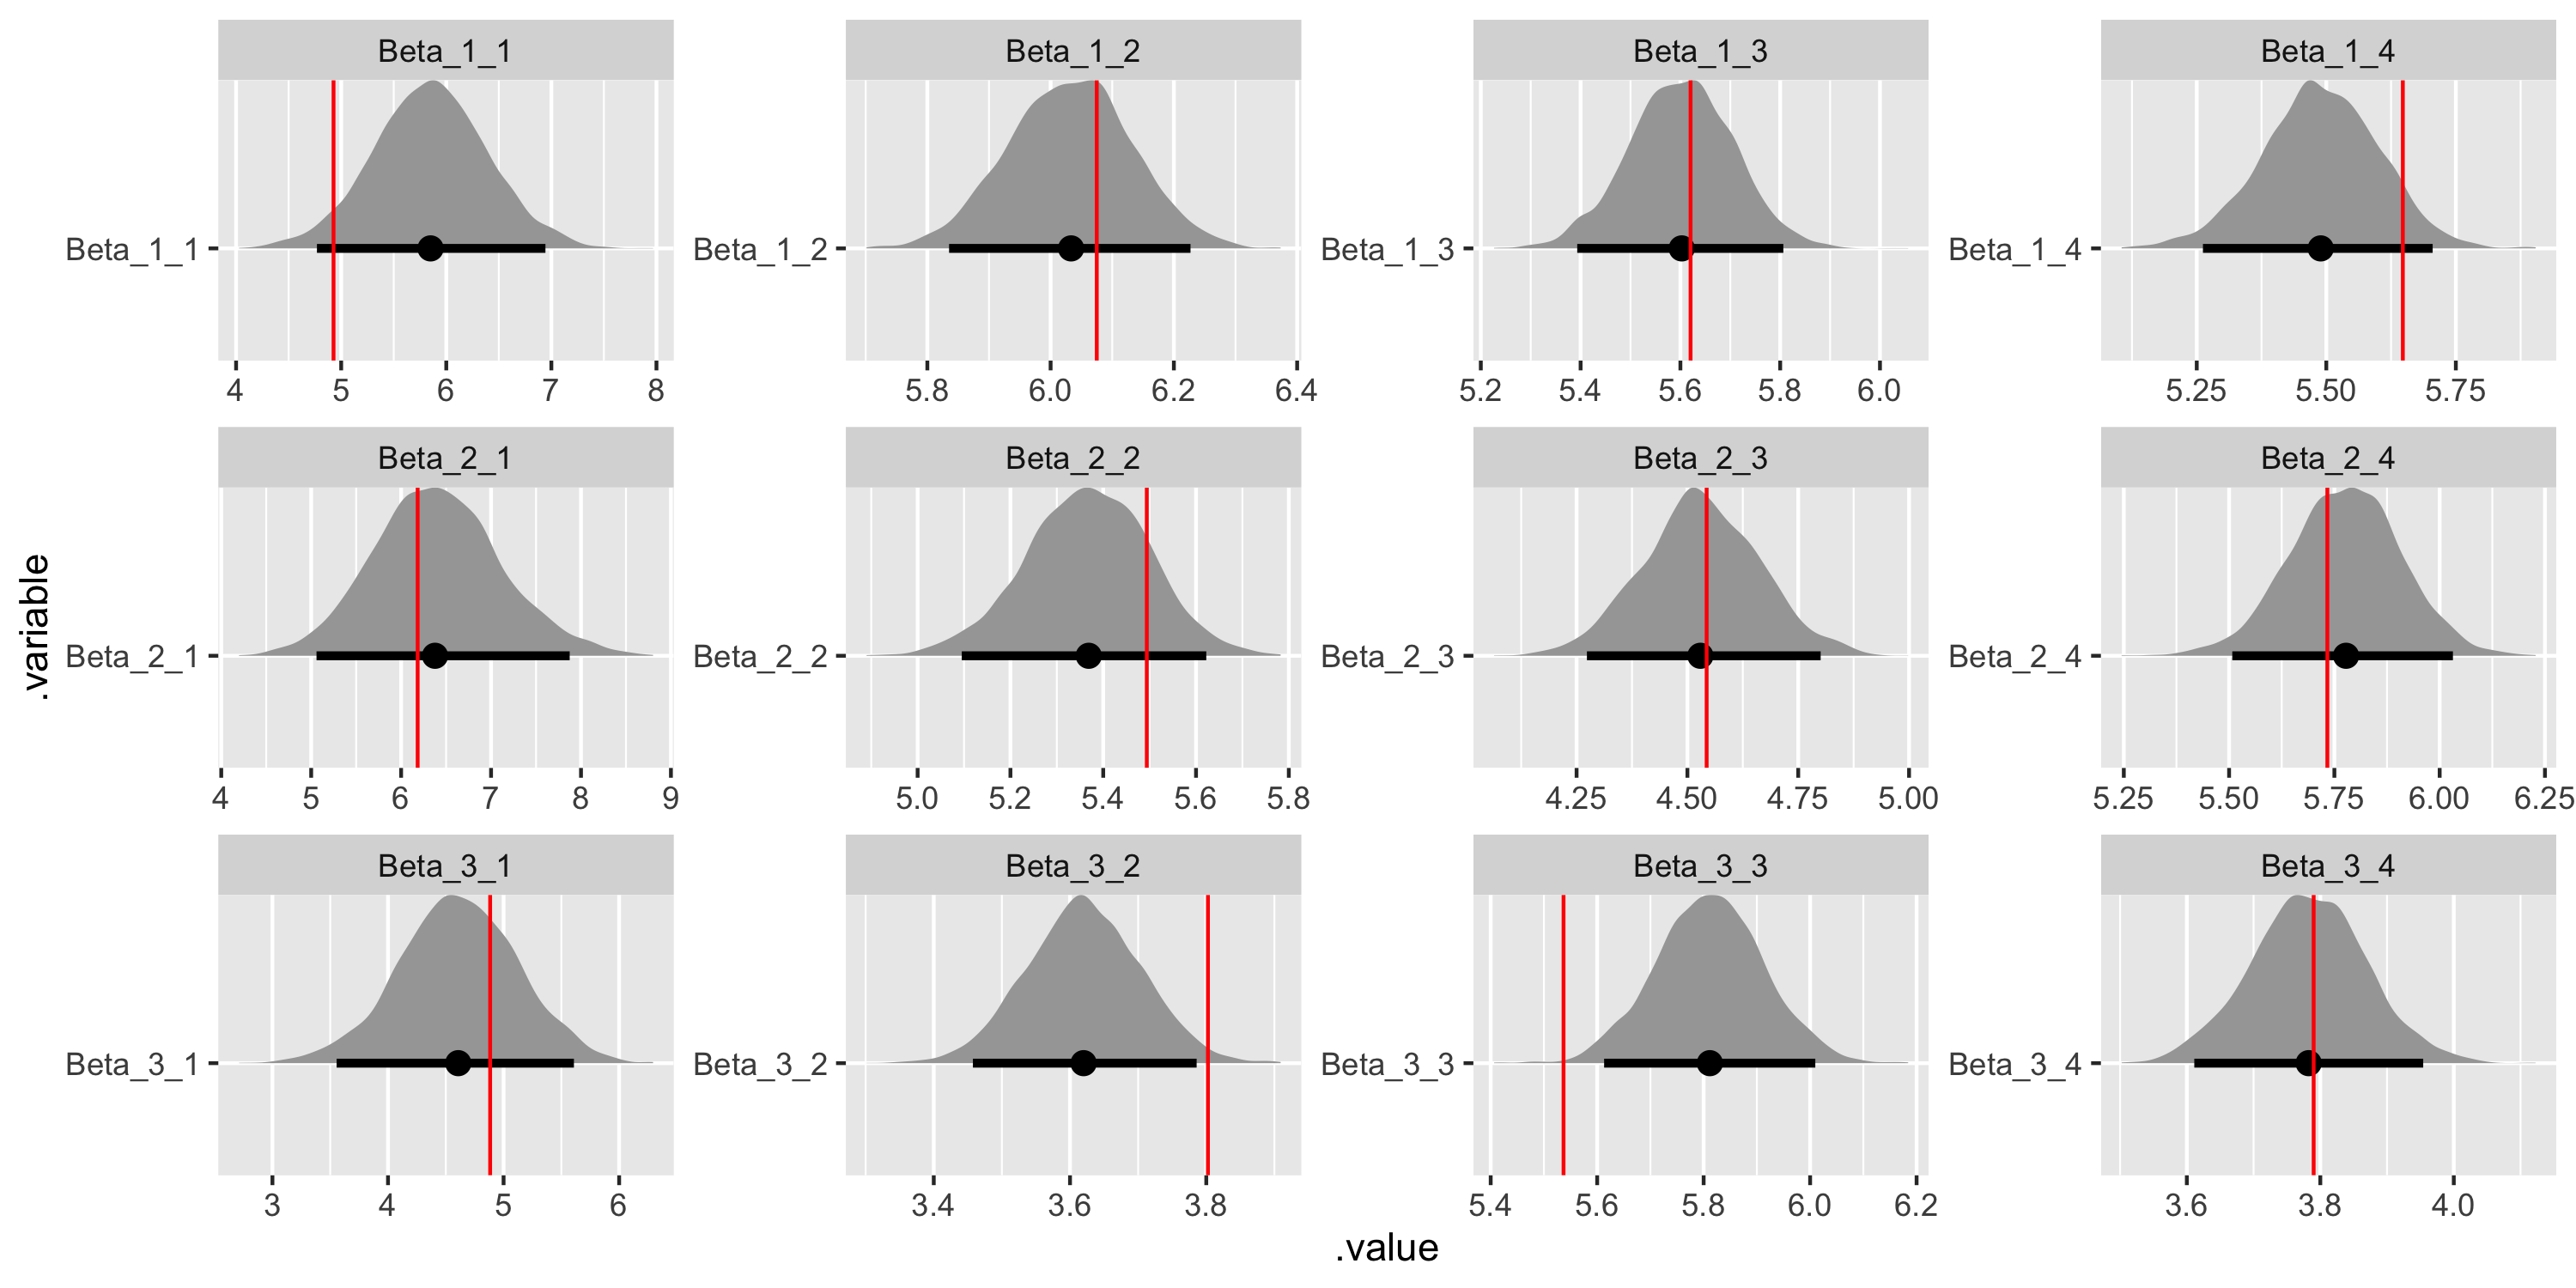 Beta_1_1 Beta_1_2 Beta_1_3 Beta_1_4
Beta_1_1 Beta_1_2 Beta_1_3 Beta_1_4
4 5 6 7 8 5.8 6.0 6.2 6.4 5.2 5.4 5.6 5.8 6.0 5.25 5.50 5.75
Beta_2_1 Beta_2_2 Beta_2_3 Beta_2_4
.variable
Beta_2_1 Beta_2_2 Beta_2_3 Beta_2_4
4 5 6 7 8 9 5.0 5.2 5.4 5.6 5.8 4.25 4.50 4.75 5.00 5.25 5.50 5.75 6.00 6.25
Beta_3_1 Beta_3_2 Beta_3_3 Beta_3_4
Beta_3_1 Beta_3_2 Beta_3_3 Beta_3_4
3 4 5 6 3.4 3.6 3.8 5.4 5.6 5.8 6.0 6.2 3.6 3.8 4.0
.value